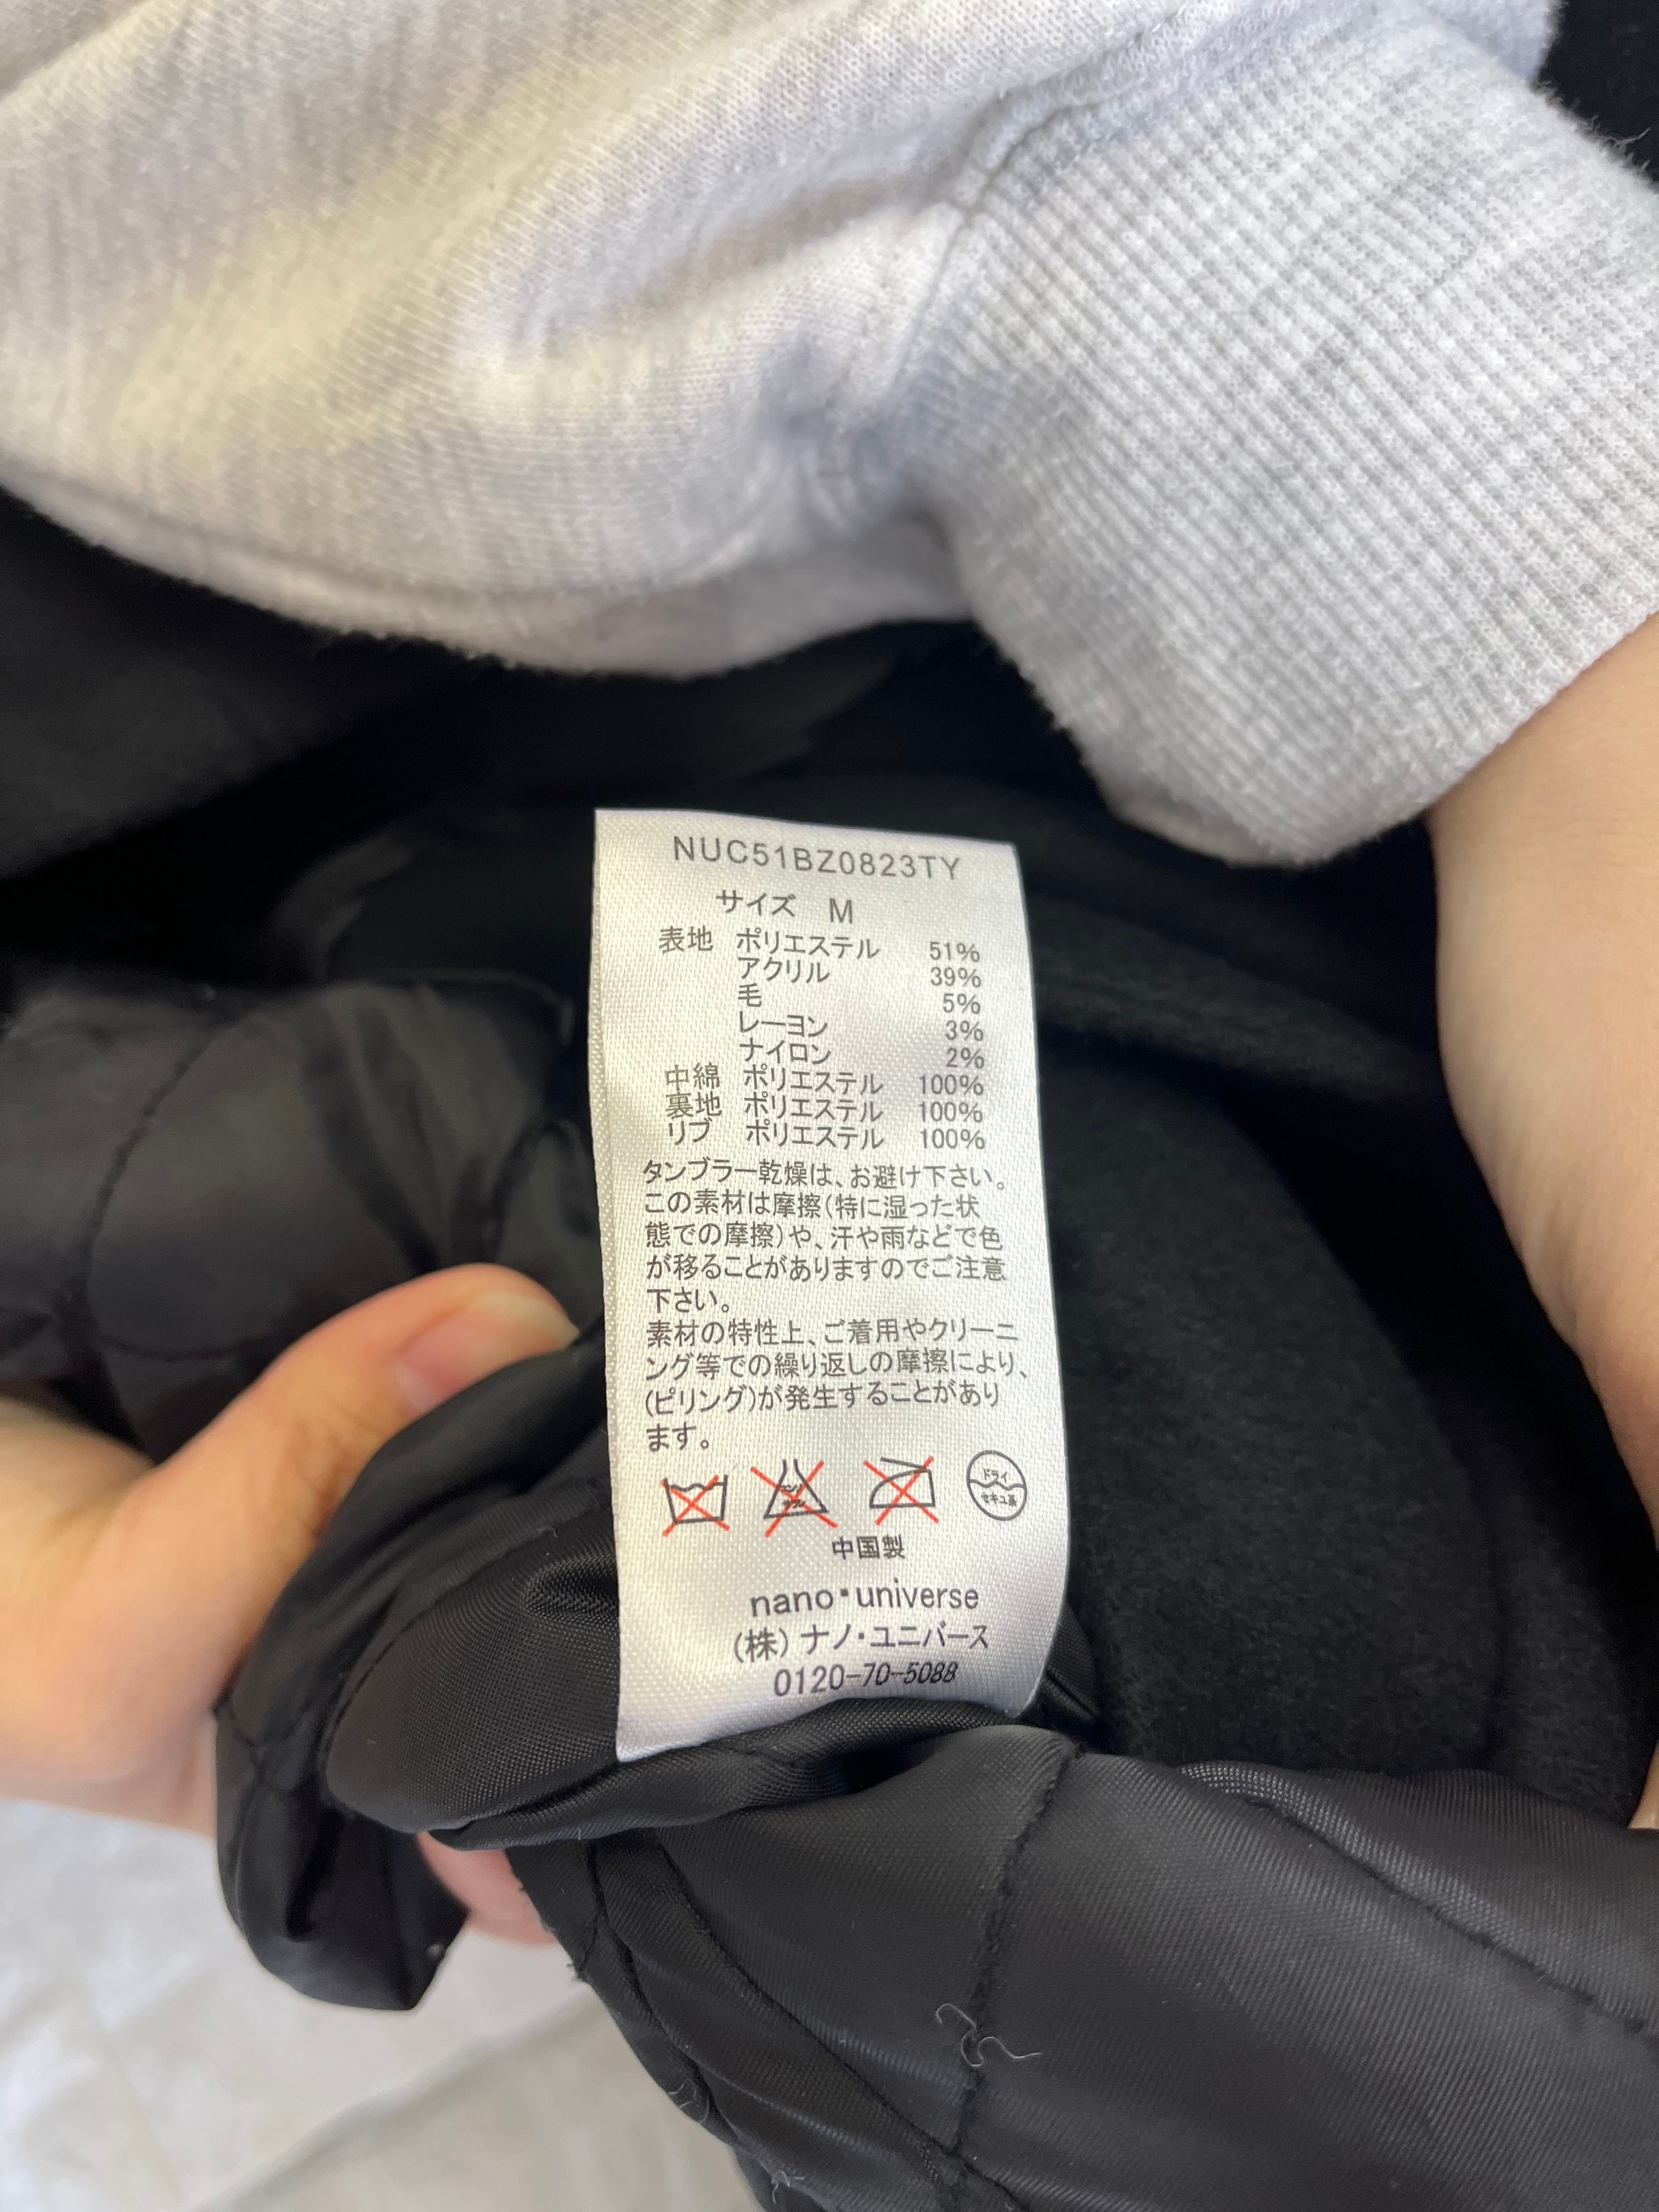 NUC51BZ0823TY
サイズ M
表地 ポリエステル 51%
アクリル 39%
毛 5%
レーヨン 3%
ナイロン 2%
中綿 ポリエステル 100%
裏地 ポリエステル 100%
リブ ポリエステル 100%
タンブラー乾燥は、お避け下さい。
この素材は摩擦(特に湿った状
態での摩擦)や、汗や雨などで色
が移ることがありますのでご注意
下さい。
素材の特性上、ご着用やクリーニ
ング等での繰り返しの摩擦により、
(ピリング)が発生することがあり
ます。
ドライ
セキユ系
中国製
nano・universe
(株)ナノ・ユニバース
0120-70-5088